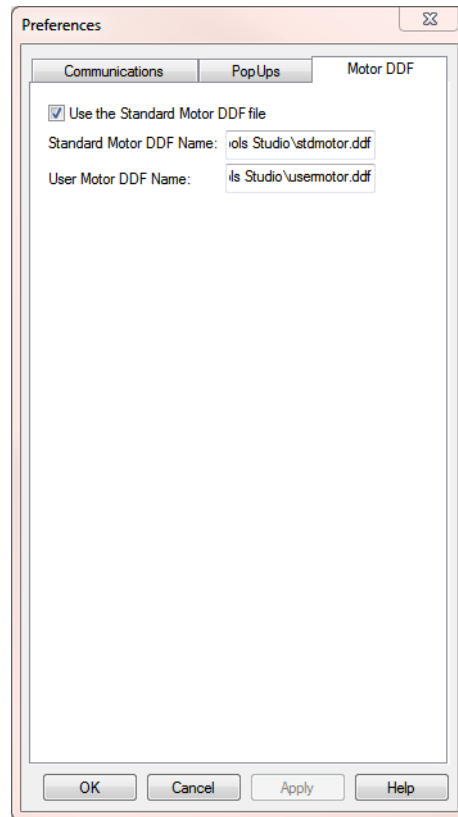 Preferences
Communications PopUps Motor DDF
Use the Standard Motor DDF file
Standard Motor DDF Name: ols Studio\stdmotor.ddf
User Motor DDF Name: ls Studio\usermotor.ddf
OK Cancel Apply Help